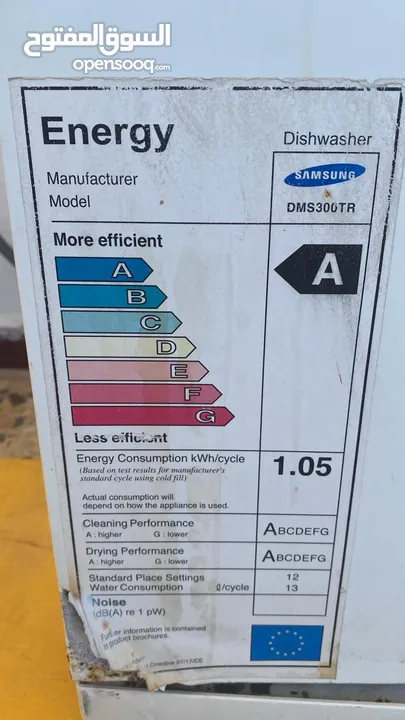 السوق المفتوح
opensooq.com
Energy
Dishwasher
Manufacturer
SAMSUNG
Model
DMS300TR
More efficient
A
A
B
C
D
E
F
G
Less efficient
Energy Consumption kWh/cycle
1.05
(Based on test results for manufacturer's
standard cycle using cold fill)
Actual consumption will
depend on how the appliance is used.
Cleaning Performance
A : higher G : lower
ABCDEFG
Drying Performance
A : higher G : lower
ABCDEFG
Standard Place Settings 12
Water Consumption ℓ/cycle 13
Noise
(dB(A) re 1 pW)
Further information is contained
in product brochures.
Directive 97/17/CE